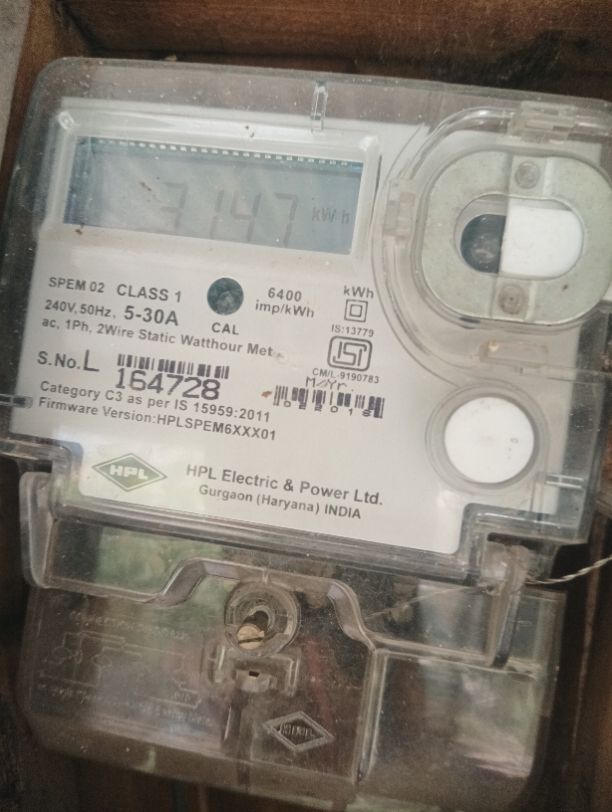 3147 kWh
SPEM 02 CLASS 1
240V, 50Hz, 5-30A
ac, 1Ph, 2Wire Static Watthour Met
CAL
6400
imp/kWh
kWh
IS:13779
ISI
CM/L-9190783
S.No. L 164728
M/Yr.
022018
Category C3 as per IS 15959:2011
Firmware Version:HPLSPEM6XXX01
HPL
HPL Electric & Power Ltd.
Gurgaon (Haryana) INDIA